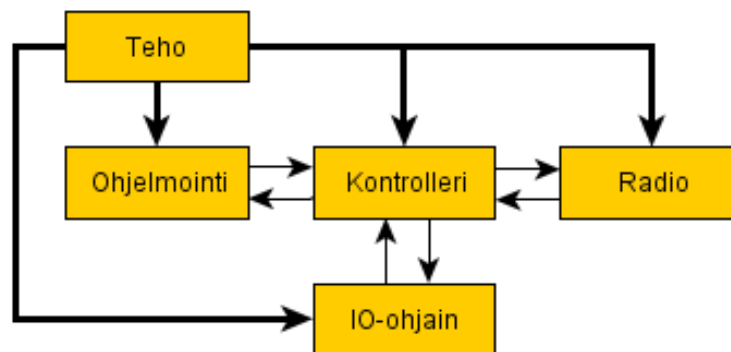 Teho
Ohjelmointi
Kontrolleri
Radio
IO-ohjain